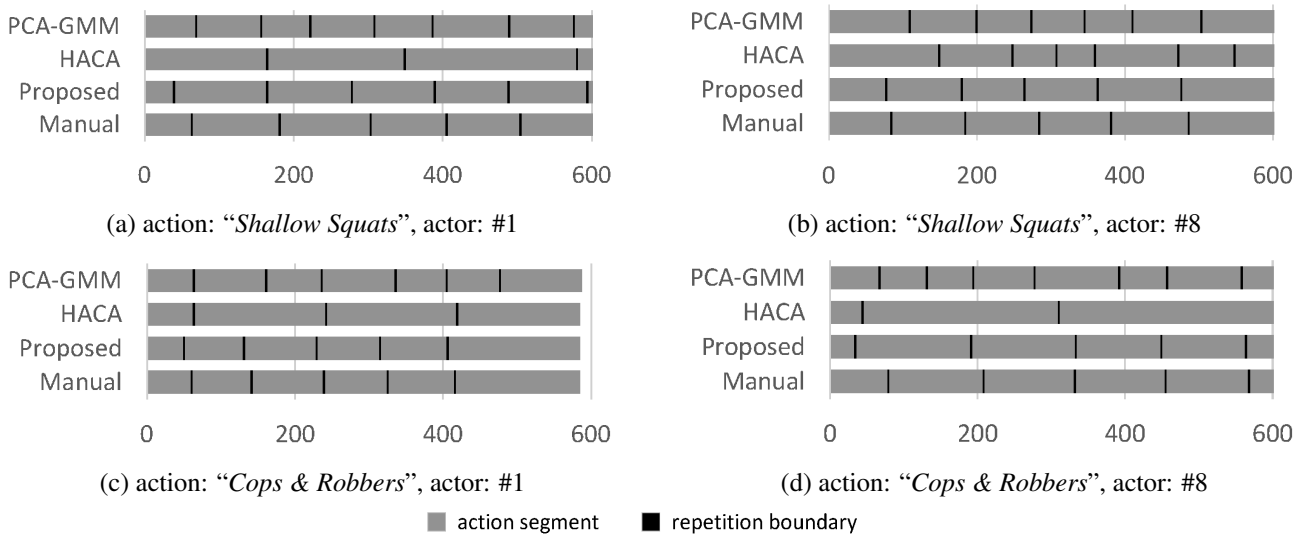 PCA-GMM
HACA
Proposed
Manual
0 200 400 600
(a) action: “Shallow Squats”, actor: #1
PCA-GMM
HACA
Proposed
Manual
0 200 400 600
(b) action: “Shallow Squats”, actor: #8
PCA-GMM
HACA
Proposed
Manual
0 200 400 600
(c) action: “Cops & Robbers”, actor: #1
PCA-GMM
HACA
Proposed
Manual
0 200 400 600
(d) action: “Cops & Robbers”, actor: #8
action segment repetition boundary